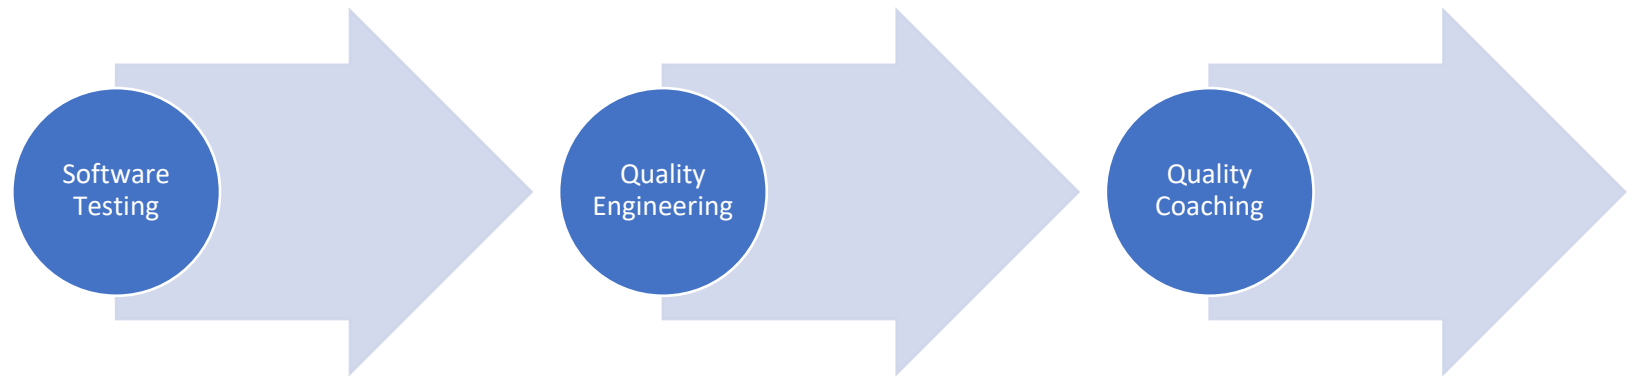 Software
Testing
Quality
Engineering
Quality
Coaching